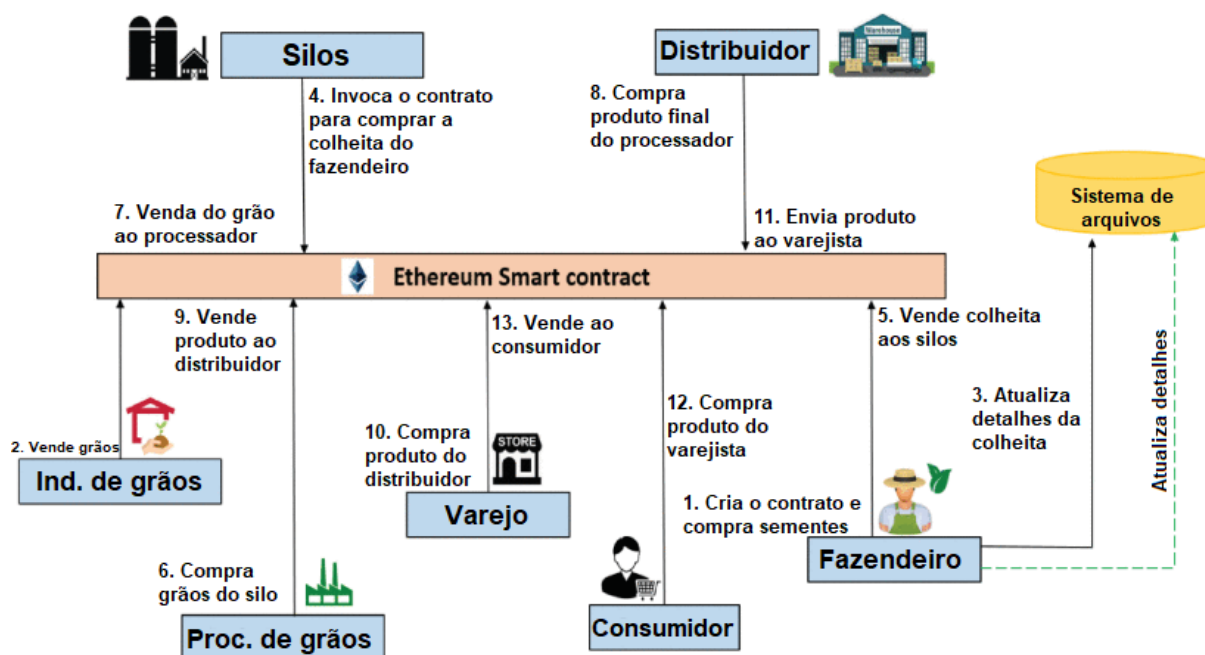 Silos
Distribuidor
Warehouse
4. Invoca o contrato
para comprar a
colheita do
fazendeiro
8. Compra
produto final
do processador
7. Venda do grão
ao processador
11. Envia produto
ao varejista
Sistema de
arquivos
Ethereum Smart contract
9. Vende
produto ao
distribuidor
13. Vende ao
consumidor
5. Vende colheita
aos silos
Atualiza detalhes
3. Atualiza
detalhes da
colheita
12. Compra
produto do
varejista
10. Compra
produto do
distribuidor
STORE
2. Vende grãos
Ind. de grãos
Varejo
1. Cria o contrato e
compra sementes
Fazendeiro
6. Compra
grãos do silo
Proc. de grãos
Consumidor